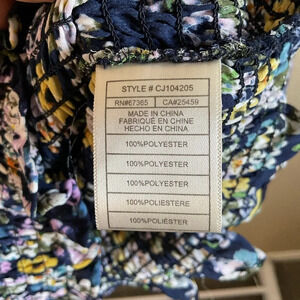 STYLE # CJ104205
RN#67365 CA#25459
MADE IN CHINA
FABRIQUÉ EN CHINE
HECHO EN CHINA
100%POLYESTER
100%POLYESTER
100%POLYESTER
100%POLIESTERE
100%POLIÉSTER